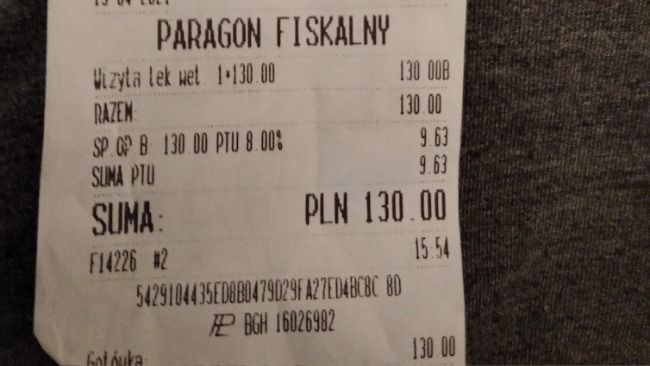 PARAGON FISKALNY
Wizyta lek wet. 1*130.00 130 00B
RAZEM: 130 00
SP.OP B: 130 00 PTU 8.00% 9.63
SUMA PTU 9.63
SUMA: PLN 130.00
F14226 #2 15:54
5429104435ED8B0479D29FA27ED4BC8C 8D
BGH 16026982
Gotówka: 130 00